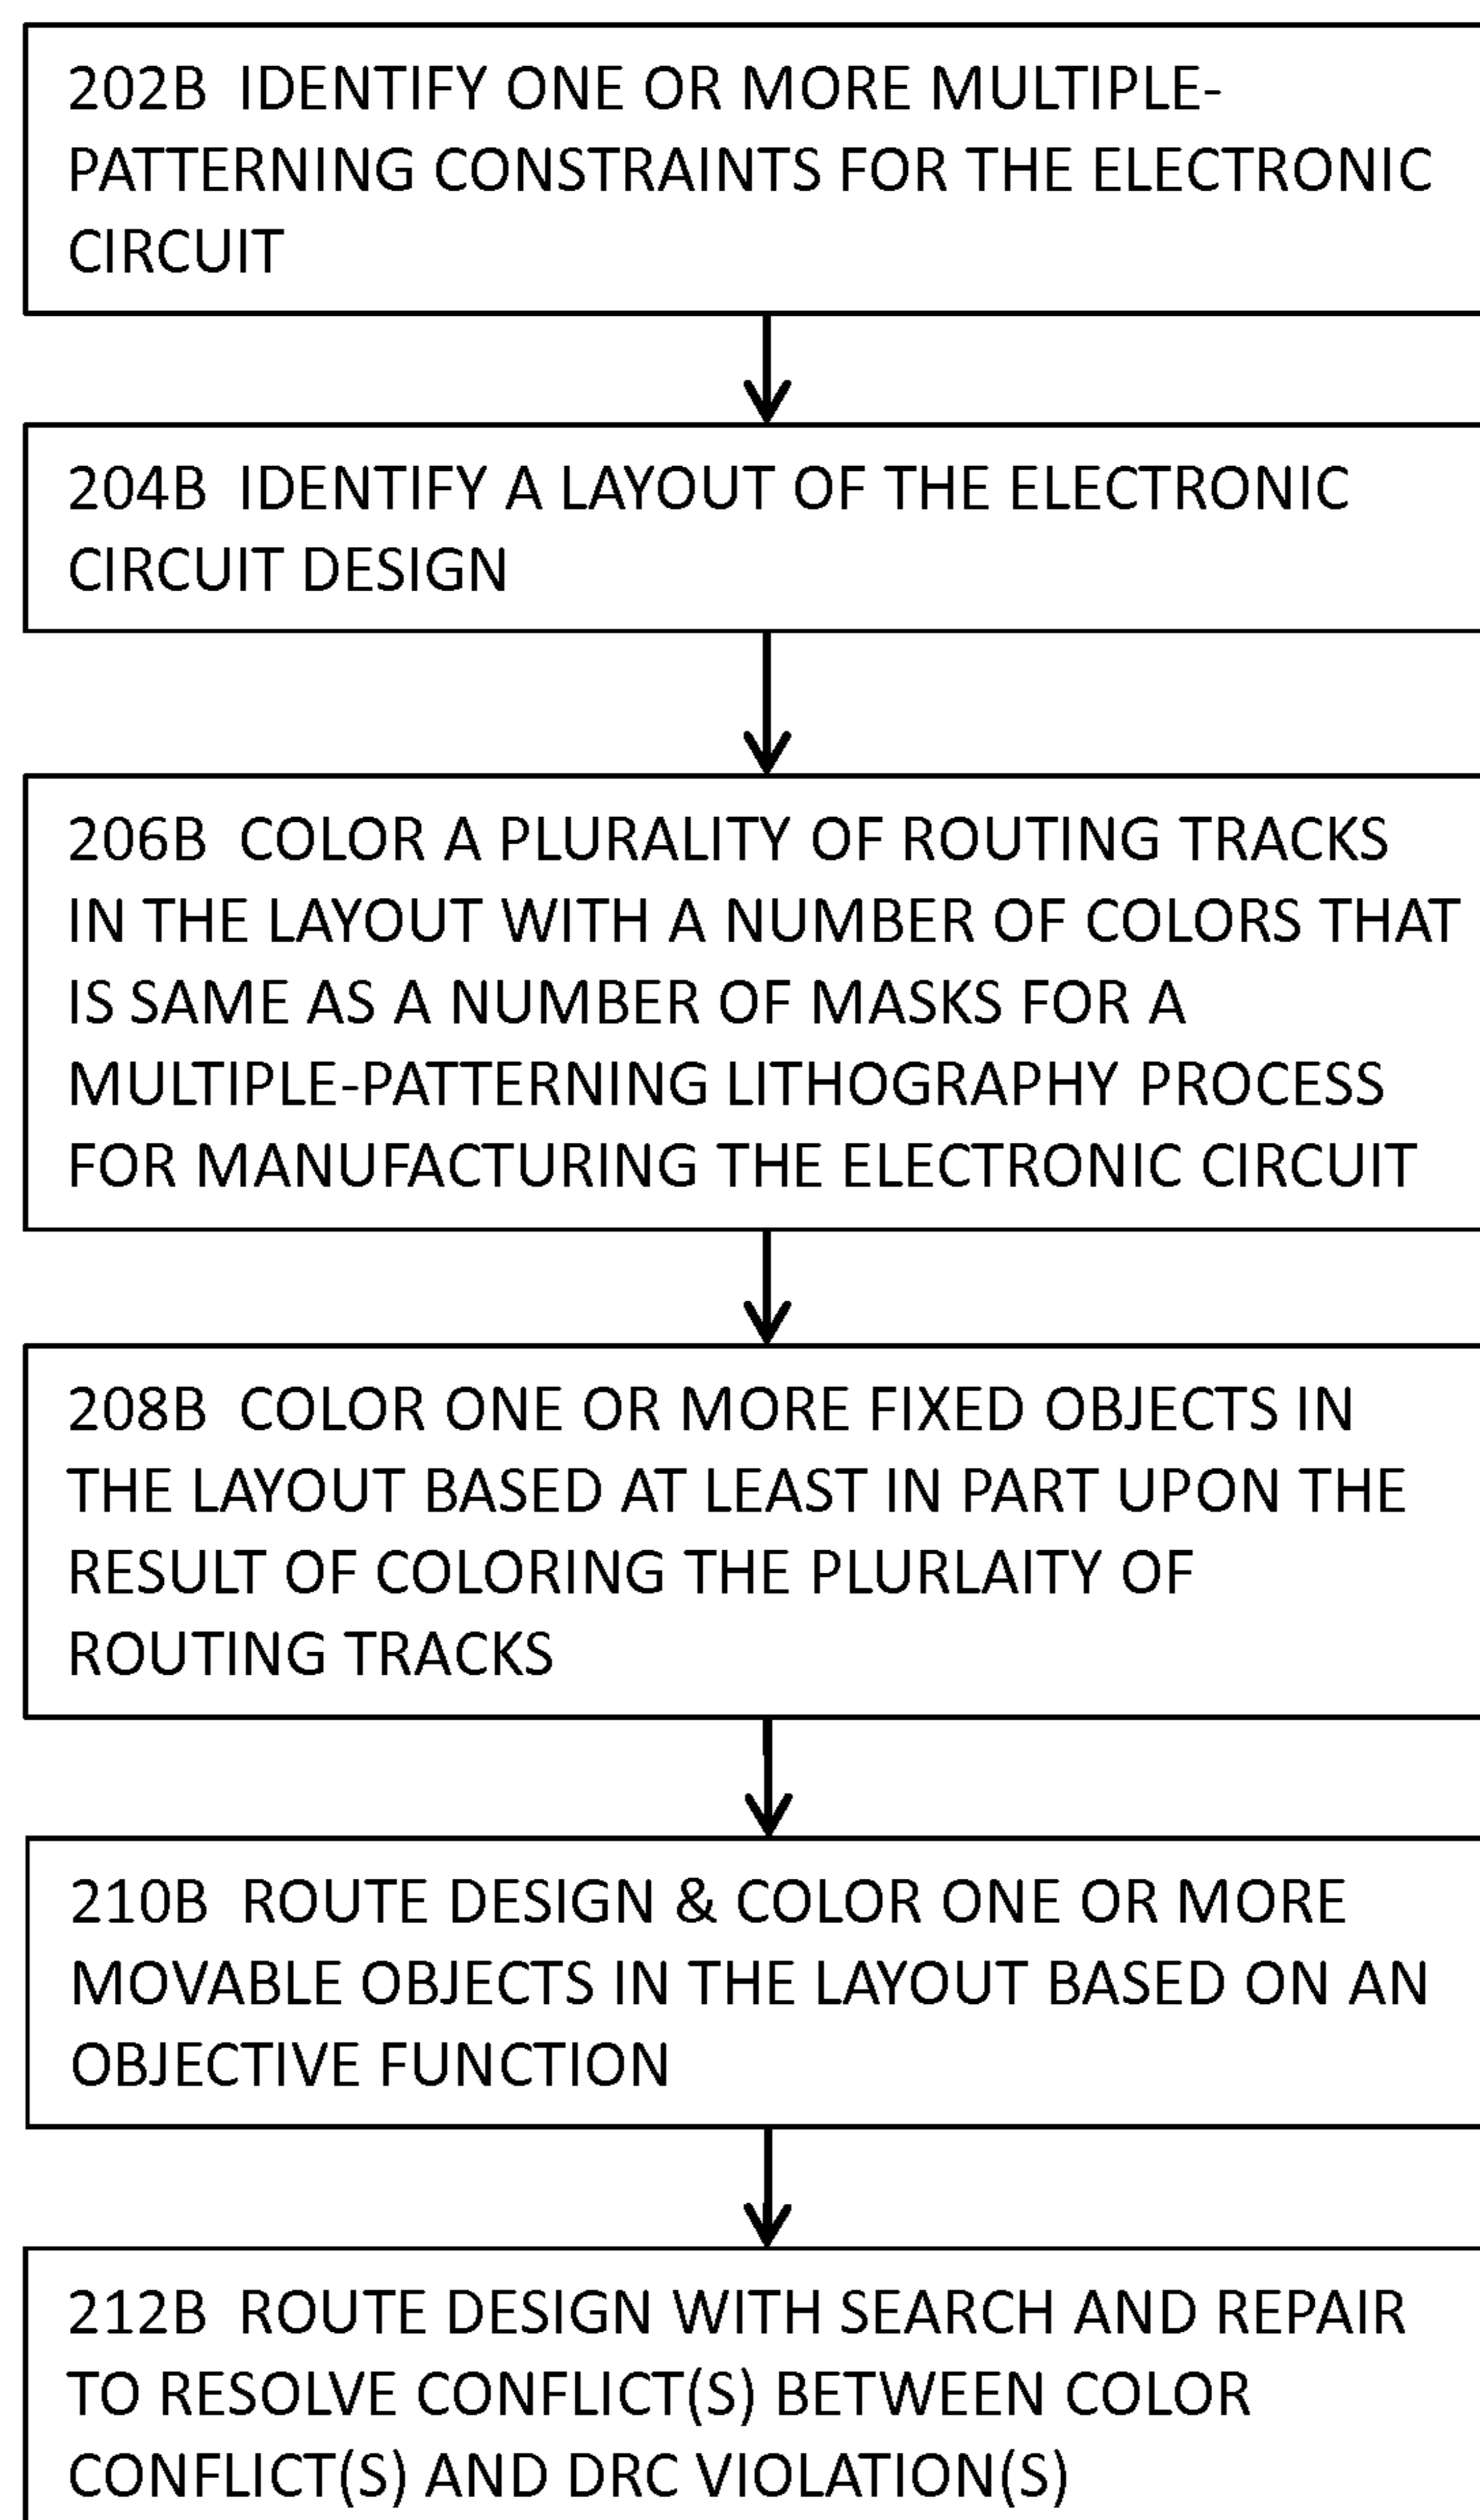 202B IDENTIFY ONE OR MORE MULTIPLE-
PATTERNING CONSTRAINTS FOR THE ELECTRONIC
CIRCUIT
204B IDENTIFY A LAYOUT OF THE ELECTRONIC
CIRCUIT DESIGN
206B COLOR A PLURALITY OF ROUTING TRACKS
IN THE LAYOUT WITH A NUMBER OF COLORS THAT
IS SAME AS A NUMBER OF MASKS FOR A
MULTIPLE-PATTERNING LITHOGRAPHY PROCESS
FOR MANUFACTURING THE ELECTRONIC CIRCUIT
208B COLOR ONE OR MORE FIXED OBJECTS IN
THE LAYOUT BASED AT LEAST IN PART UPON THE
RESULT OF COLORING THE PLURLAITY OF
ROUTING TRACKS
210B ROUTE DESIGN & COLOR ONE OR MORE
MOVABLE OBJECTS IN THE LAYOUT BASED ON AN
OBJECTIVE FUNCTION
212B ROUTE DESIGN WITH SEARCH AND REPAIR
TO RESOLVE CONFLICT(S) BETWEEN COLOR
CONFLICT(S) AND DRC VIOLATION(S)